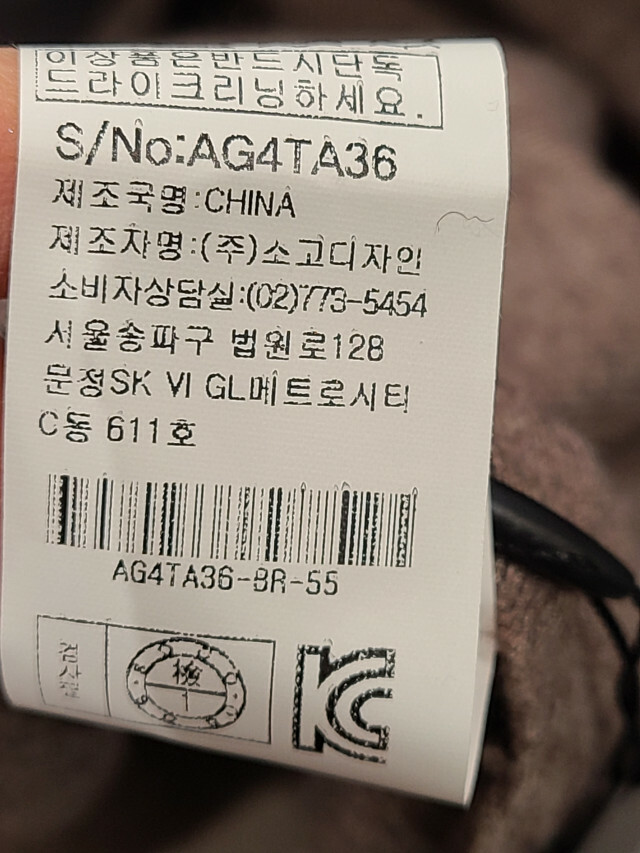 이상품은반드시단독
드라이크리닝하세요.
S/No:AG4TA36
제조국명:CHINA
제조자명:(주)소고디자인
소비자상담실:(02)773-5454
서울송파구 법원로128
문정SK VI GL메트로시티
C동 611호
AG4TA36-BR-55
검사필
檢
1
KC